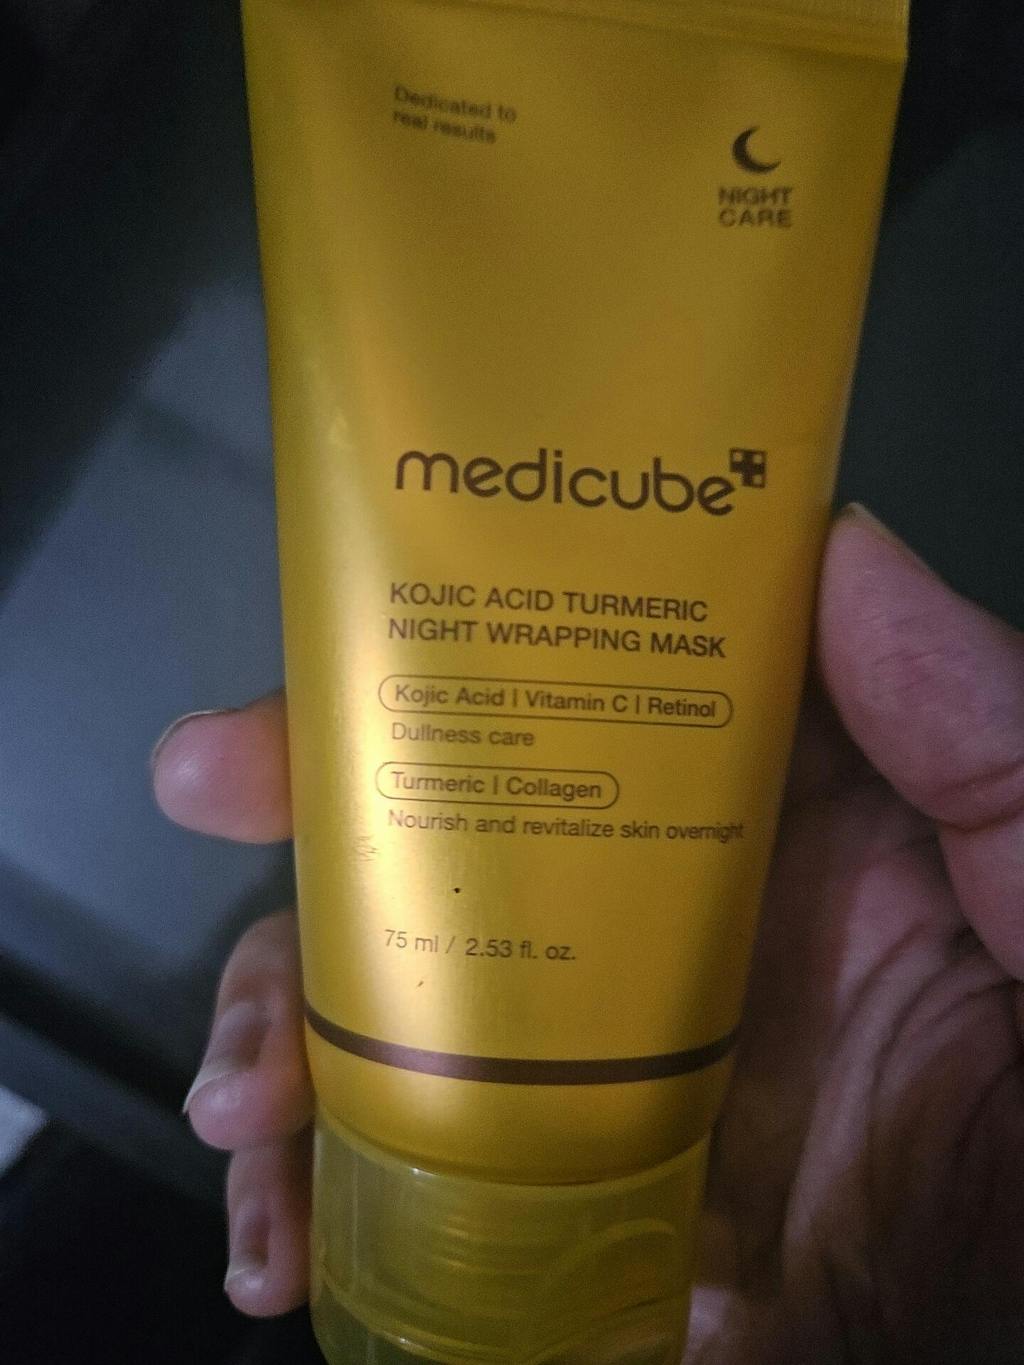 Dedicated to
real results
NIGHT
CARE
medicube
KOJIC ACID TURMERIC
NIGHT WRAPPING MASK
Kojic Acid | Vitamin C | Retinol
Dullness care
Turmeric | Collagen
Nourish and revitalize skin overnight
75 ml / 2.53 fl. oz.